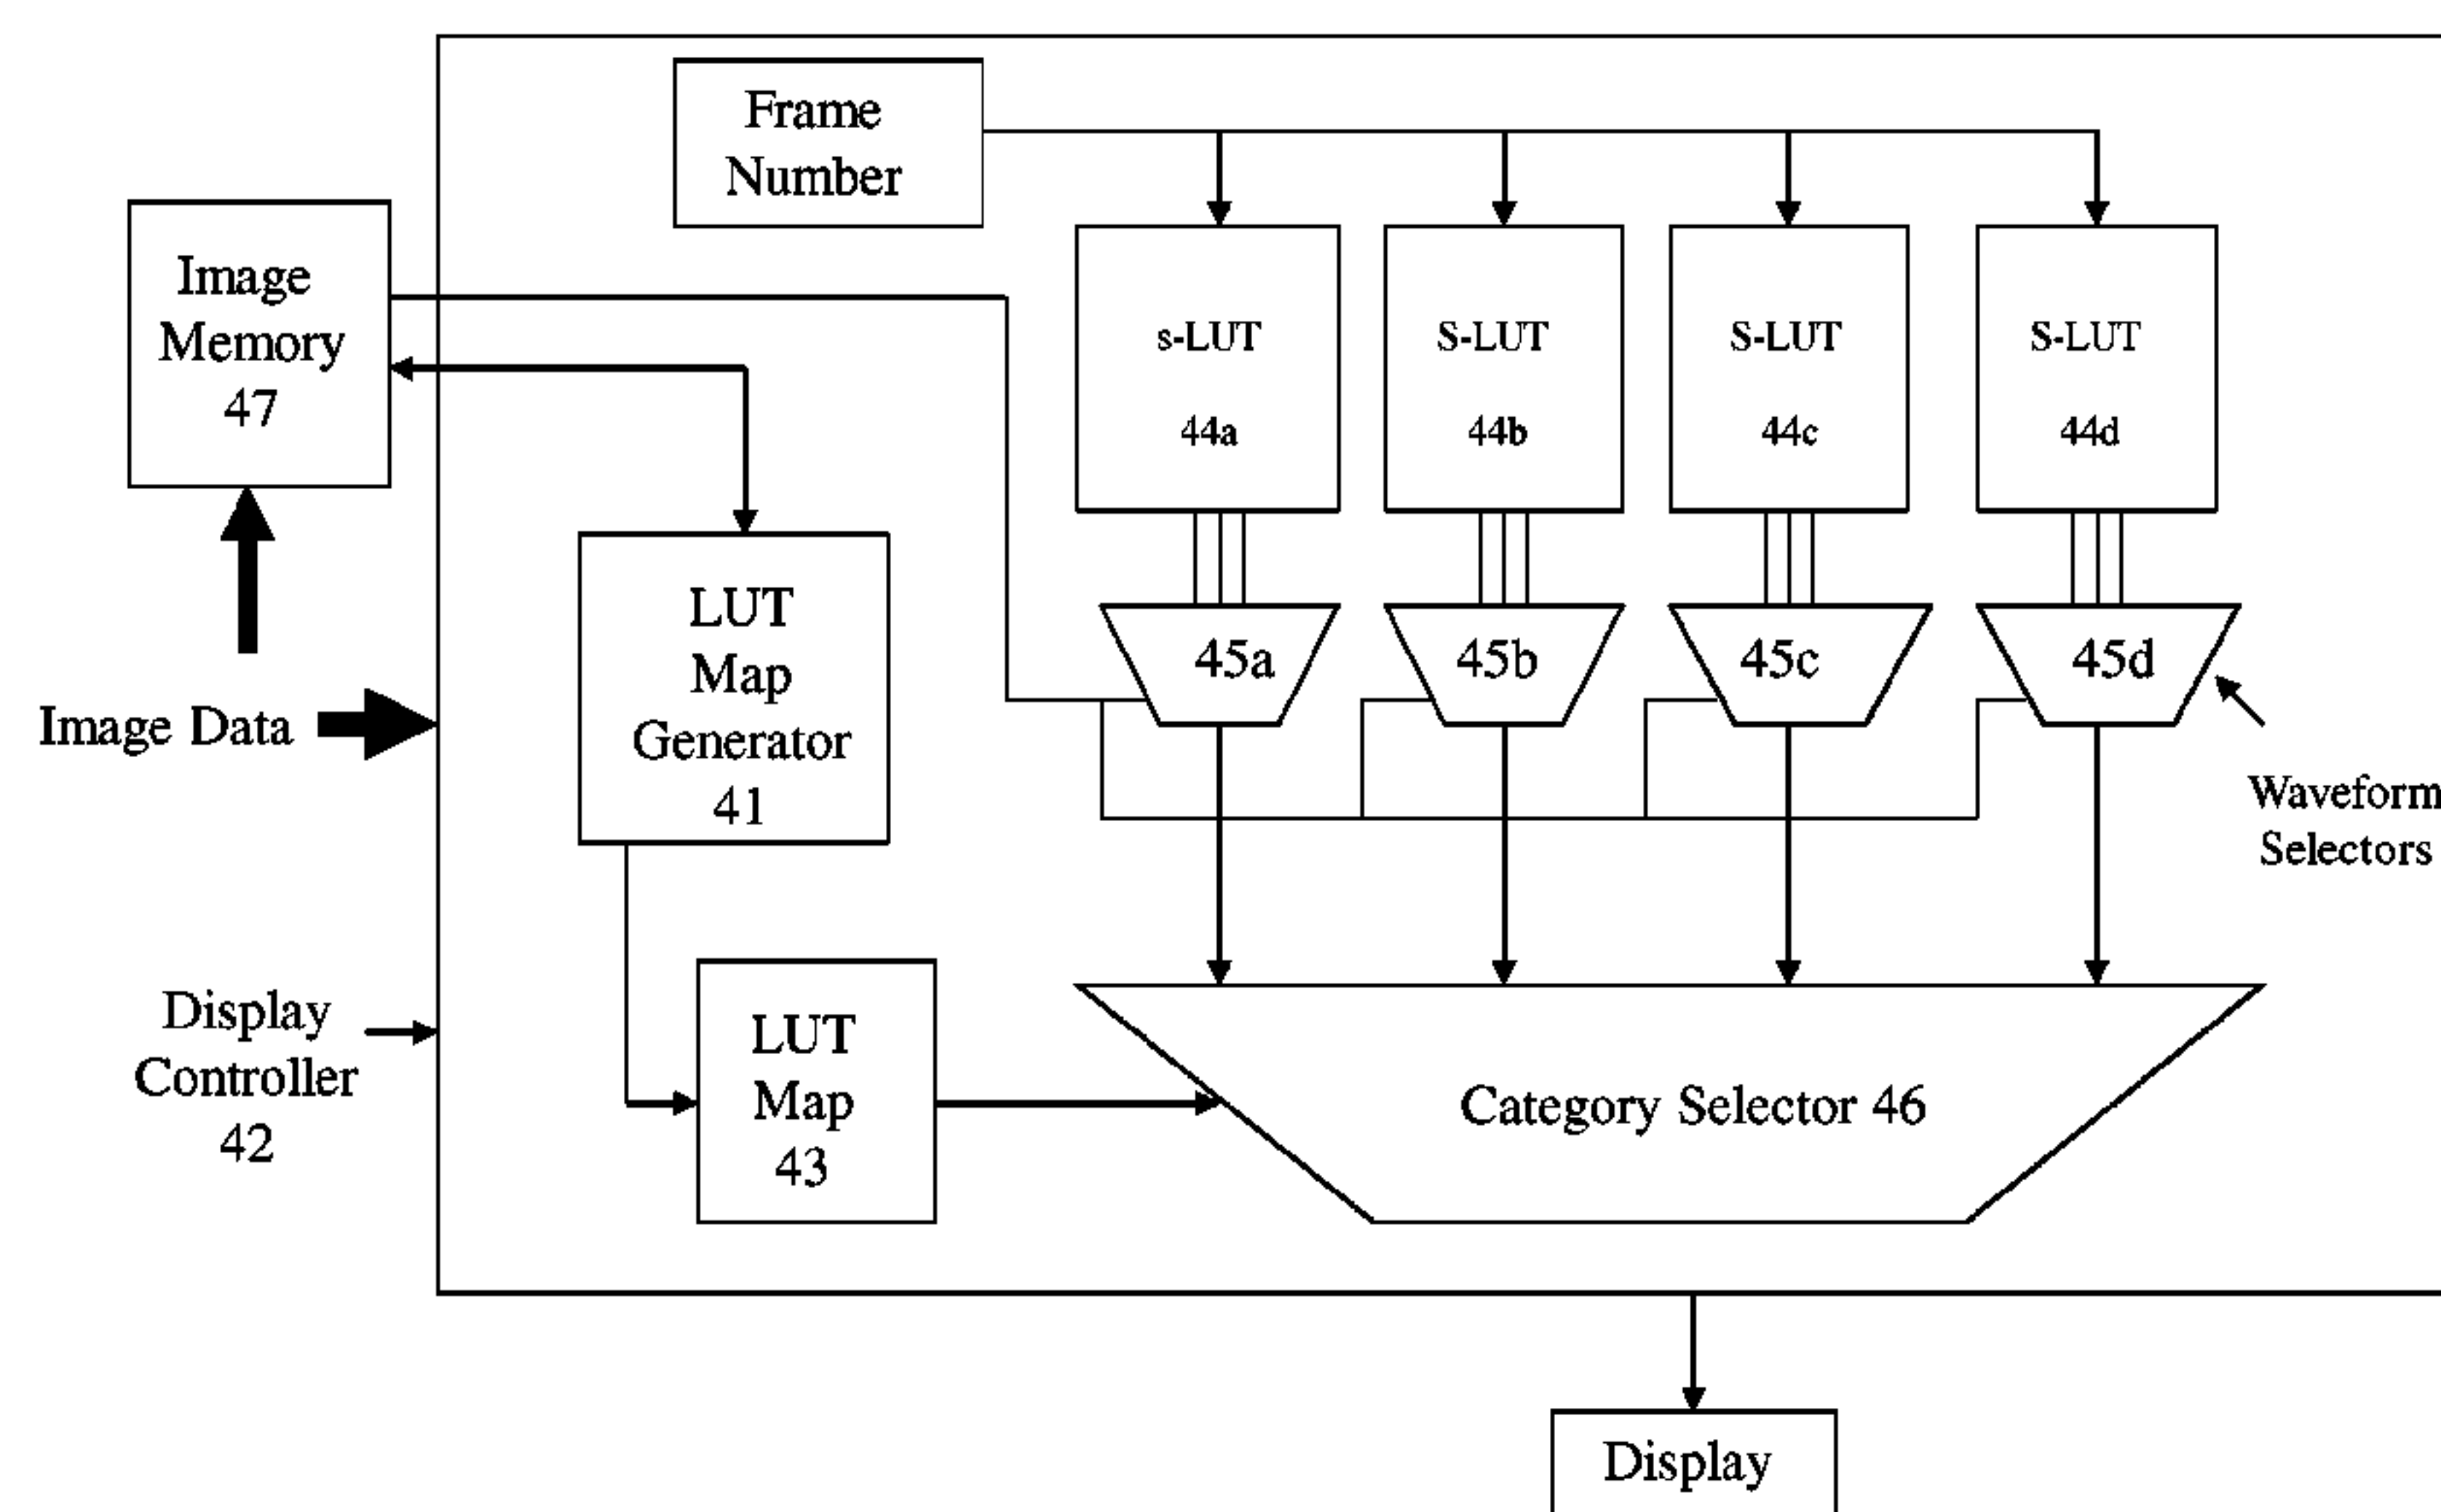 Frame
Number
Image
Memory
47
s-LUT
44a
S-LUT
44b
S-LUT
44c
S-LUT
44d
LUT
Map
Generator
41
45a
45b
45c
45d
Image Data
Waveform
Selectors
Display
Controller
42
LUT
Map
43
Category Selector 46
Display